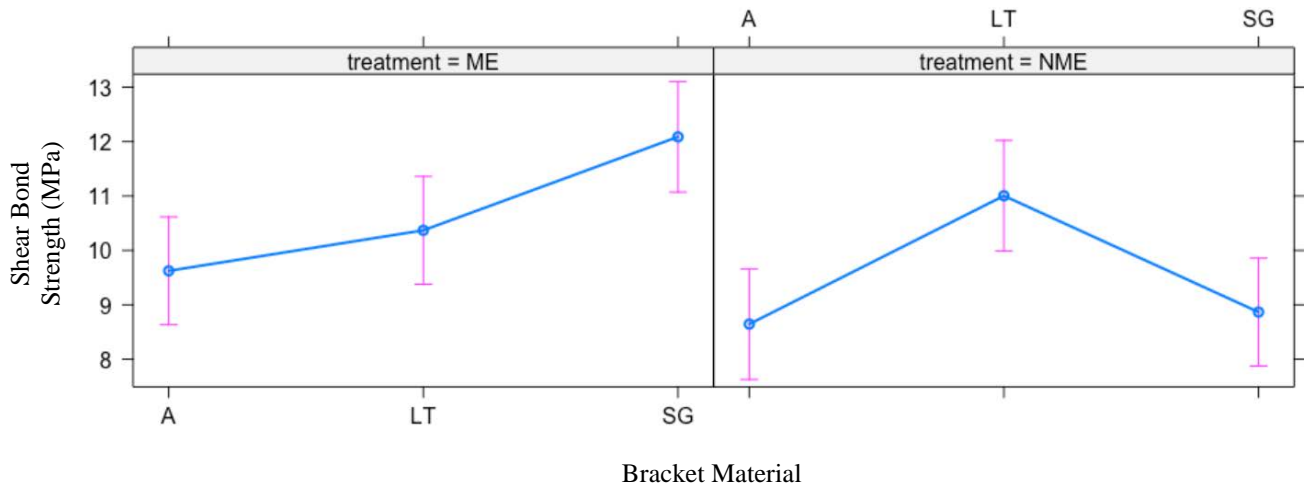 A LT SG
treatment = ME treatment = NME
13
12
11
10
9
8
Shear Bond
Strength (MPa)
A LT SG
Bracket Material